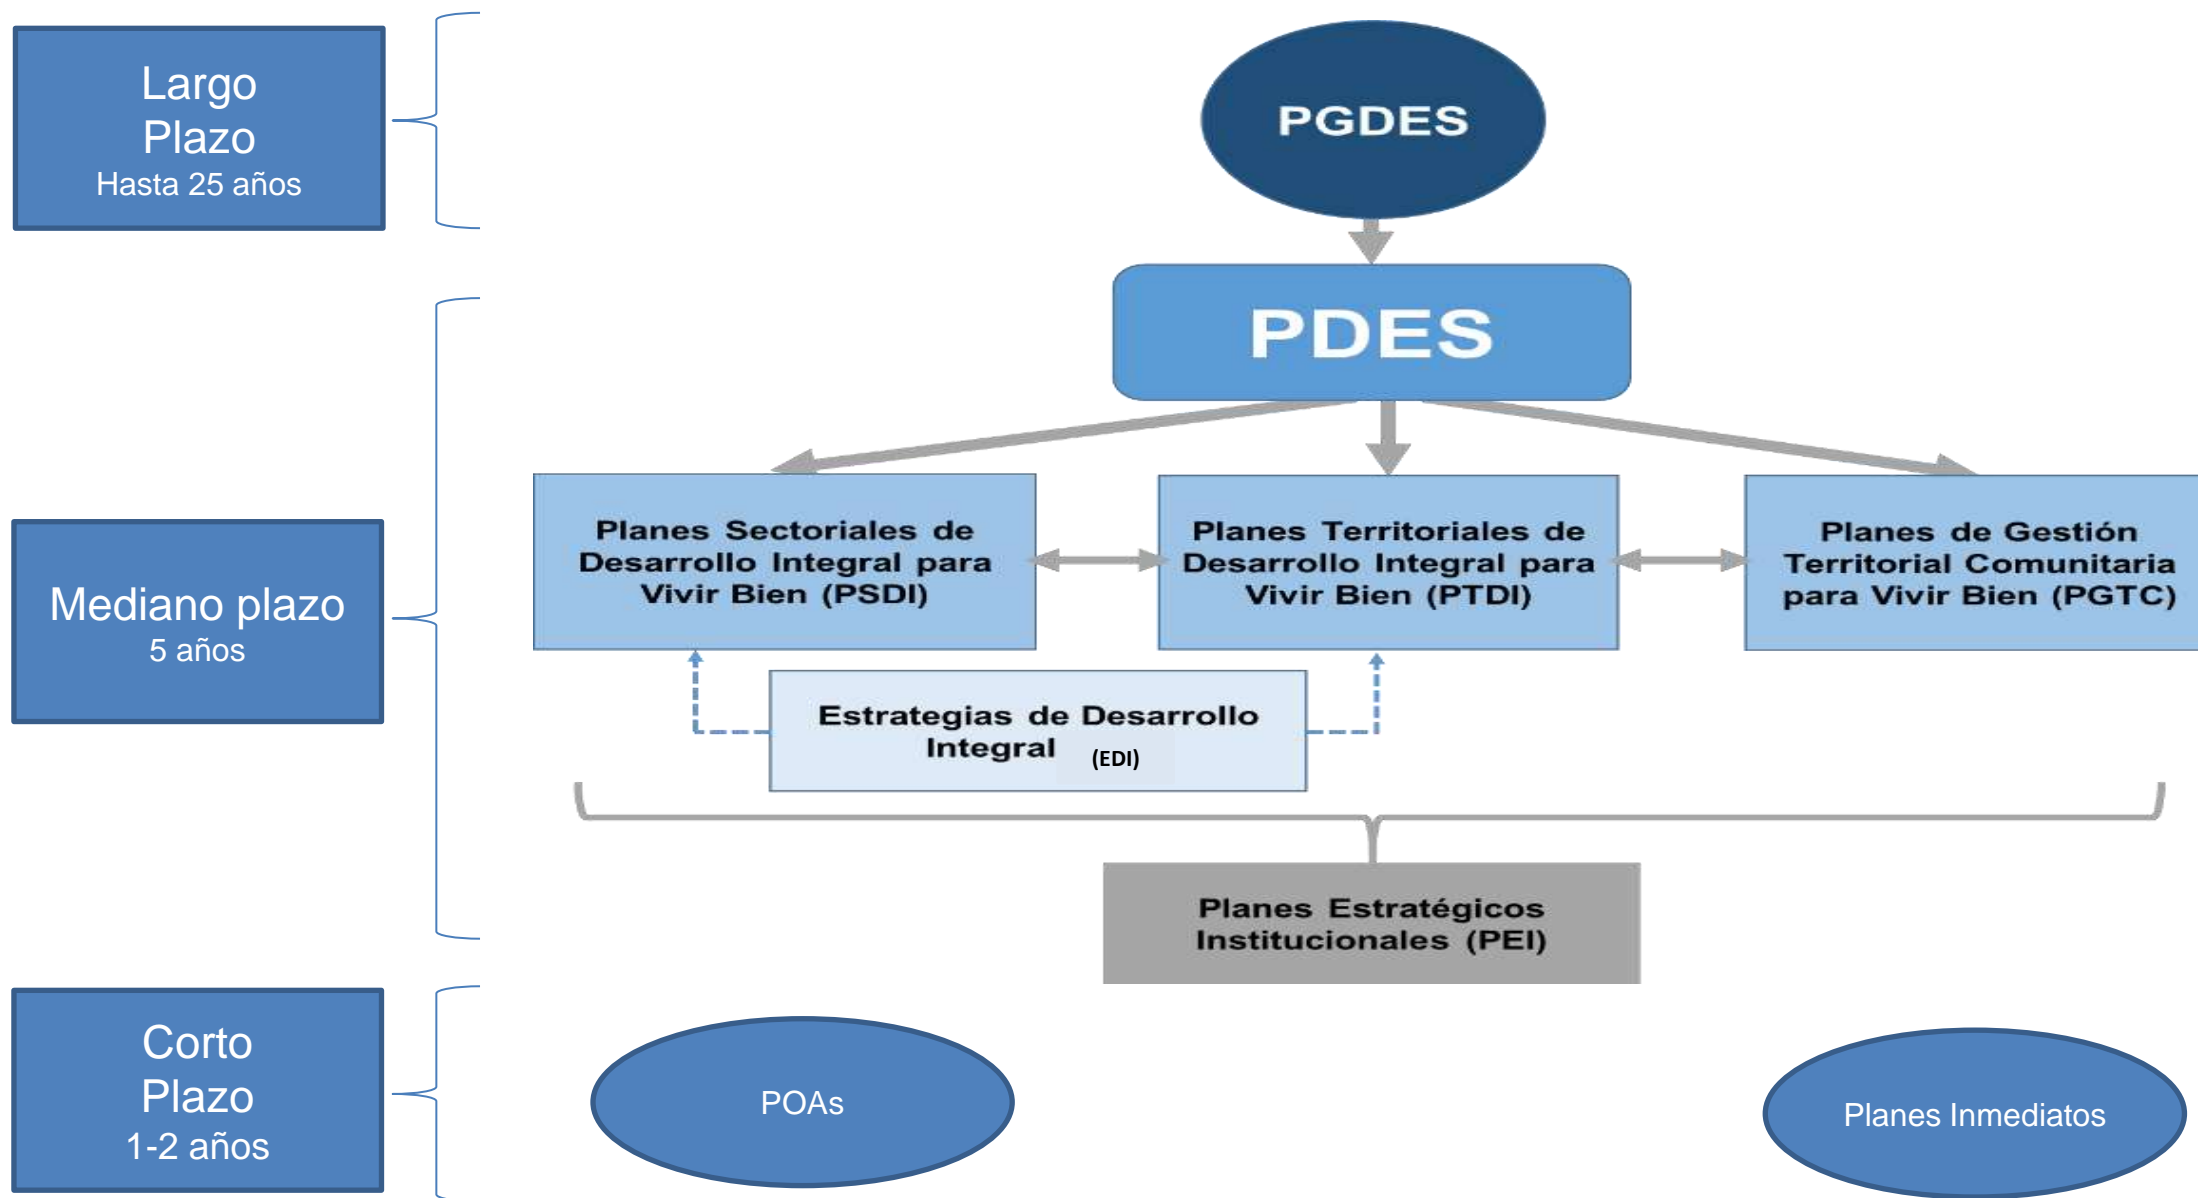 Largo
Plazo
Hasta 25 años
PGDES
PDES
Mediano plazo
5 años
Planes Sectoriales de
Desarrollo Integral para
Vivir Bien (PSDI)
Planes Territoriales de
Desarrollo Integral para
Vivir Bien (PTDI)
Planes de Gestión
Territorial Comunitaria
para Vivir Bien (PGTC)
Estrategias de Desarrollo
Integral (EDI)
Planes Estratégicos
Institucionales (PEI)
Corto
Plazo
1-2 años
POAs
Planes Inmediatos